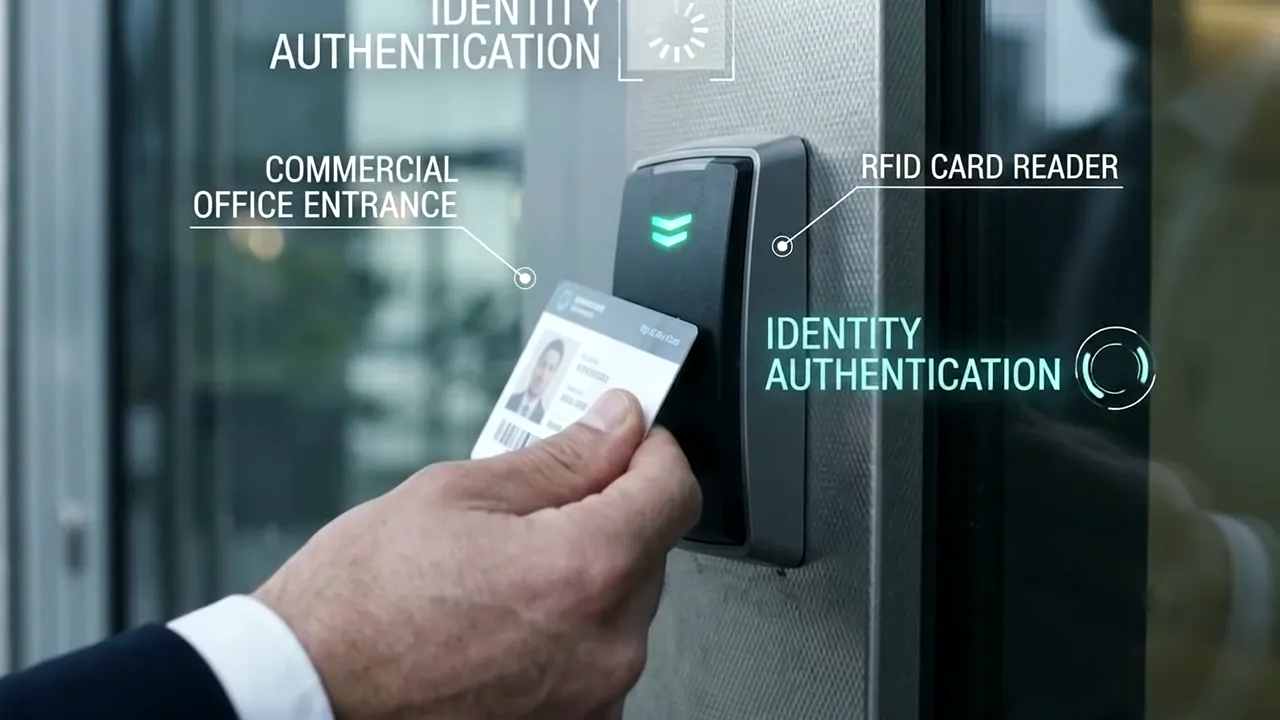 IDENTITY
AUTHENTICATION
COMMERCIAL
OFFICE ENTRANCE
RFID CARD READER
IDENTITY
AUTHENTICATION